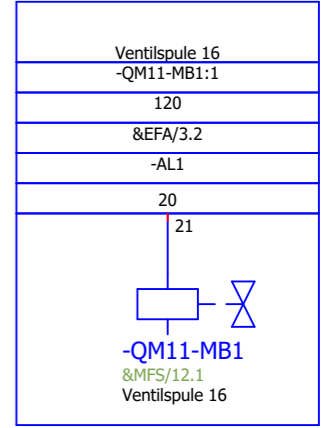 Ventilspule 16
-QM11-MB1:1
120
&EFA/3.2
-AL1
20
21
-QM11-MB1
&MFS/12.1
Ventilspule 16